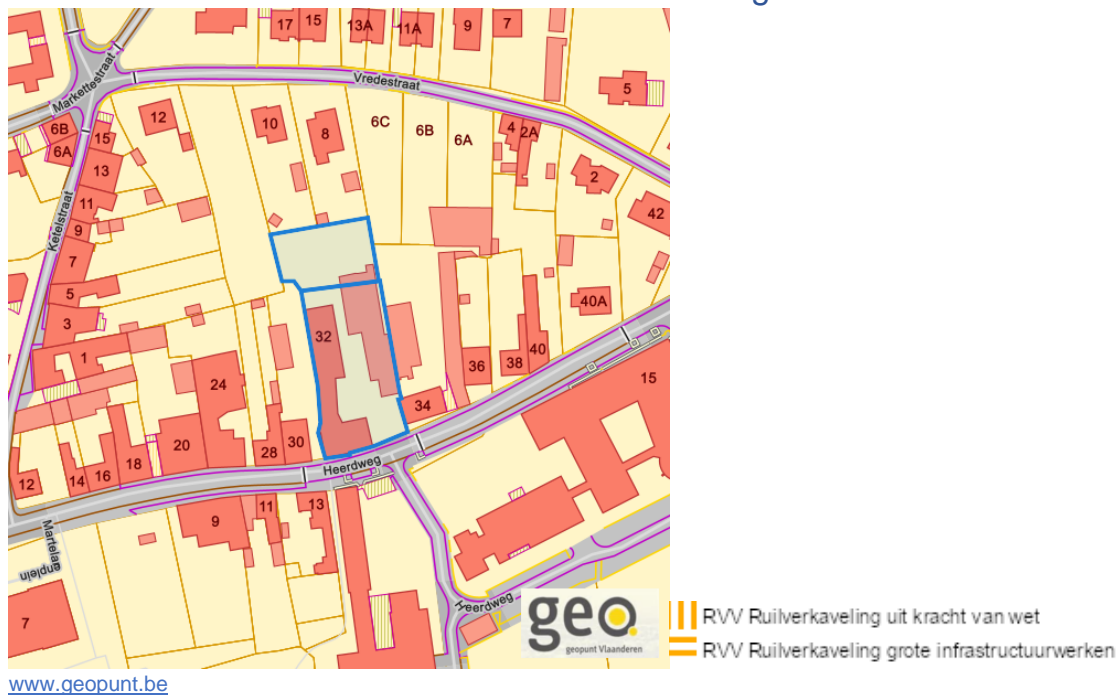 17 15 13A 11A 9 7
Vredestraat
5
Markettestraat
12 10 8 6C 6B 6A 4 2A
6B 15
6A
13
2
11
42
Ketelstraat
9
7
5
40A
3
32
1
36 38 40
15
24
34
20 28 30
18
12 14 16
Heerdweg
9 11 13
Martelaa
enplein
Heerdweg
7
geo
geopunt Vlaanderen
RVV Ruilverkaveling uit kracht van wet
RVV Ruilverkaveling grote infrastructuurwerken
www.geopunt.be